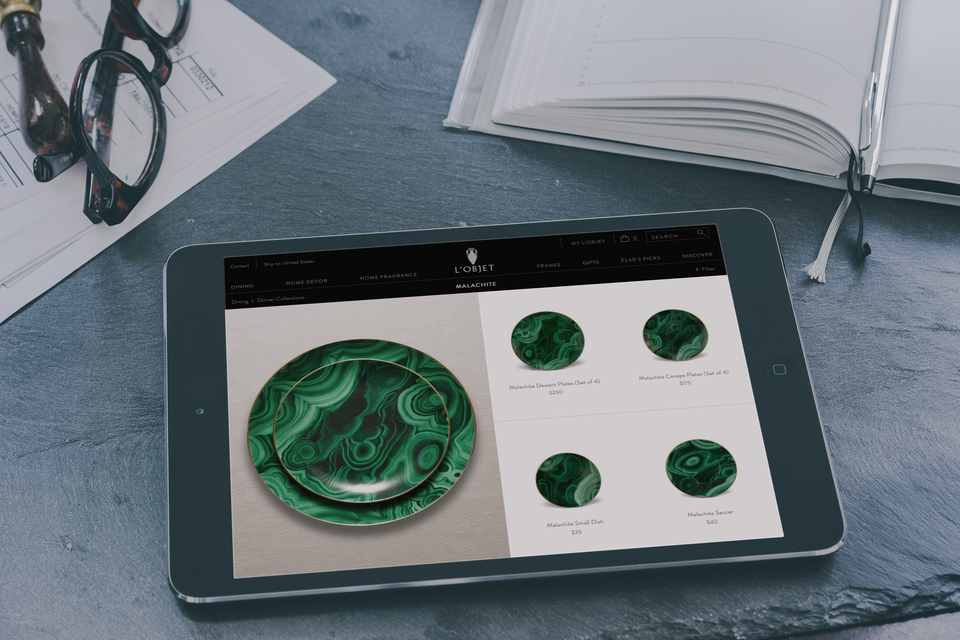 Contact
Ship to: United States
MY L'OBJET
SEARCH
L'OBJET
DINING
HOME DECOR
HOME FRAGRANCE
FRAMES
GIFTS
ELAD'S PICKS
DISCOVER
MALACHITE
Dining > Dinner Collections
+ Filter
Malachite Dessert Plates (Set of 4)
$250
Malachite Canape Plates (Set of 4)
$175
Malachite Small Dish
$35
Malachite Saucer
$40